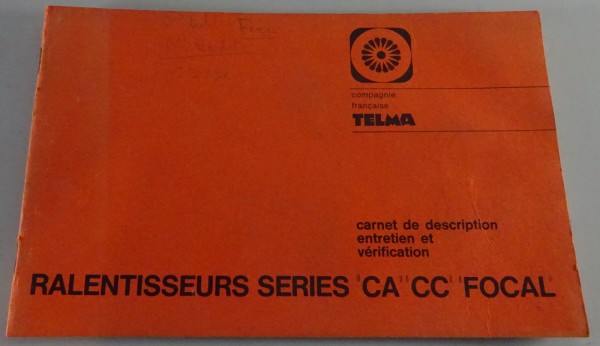 compagnie
française
TELMA
carnet de description
entretien et
vérification
RALENTISSEURS SERIES "CA" CC" "FOCAL"